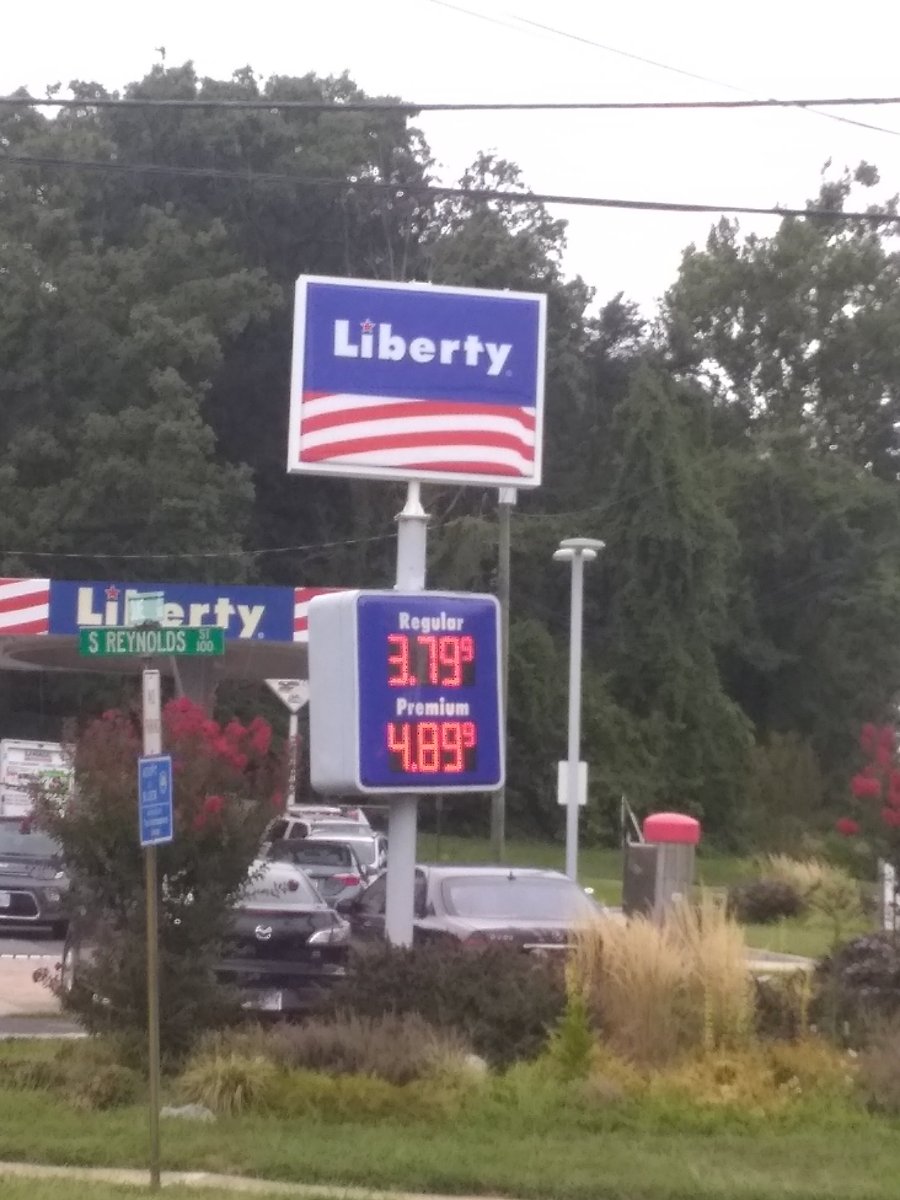 Liberty
Liberty
S REYNOLDS ST
100
Regular
3.79 9
Premium
4.89 9